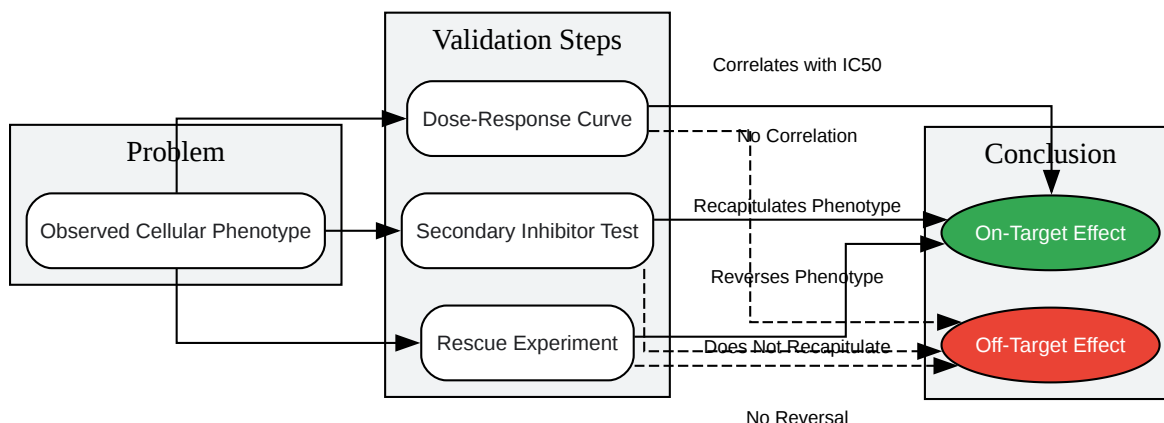 Validation Steps
Correlates with IC50
Dose-Response Curve
No Correlation
Problem
Conclusion
Recapitulates Phenotype
Observed Cellular Phenotype
Secondary Inhibitor Test
On-Target Effect
Reverses Phenotype
Rescue Experiment
Does Not Recapitulate
Off-Target Effect
No Reversal